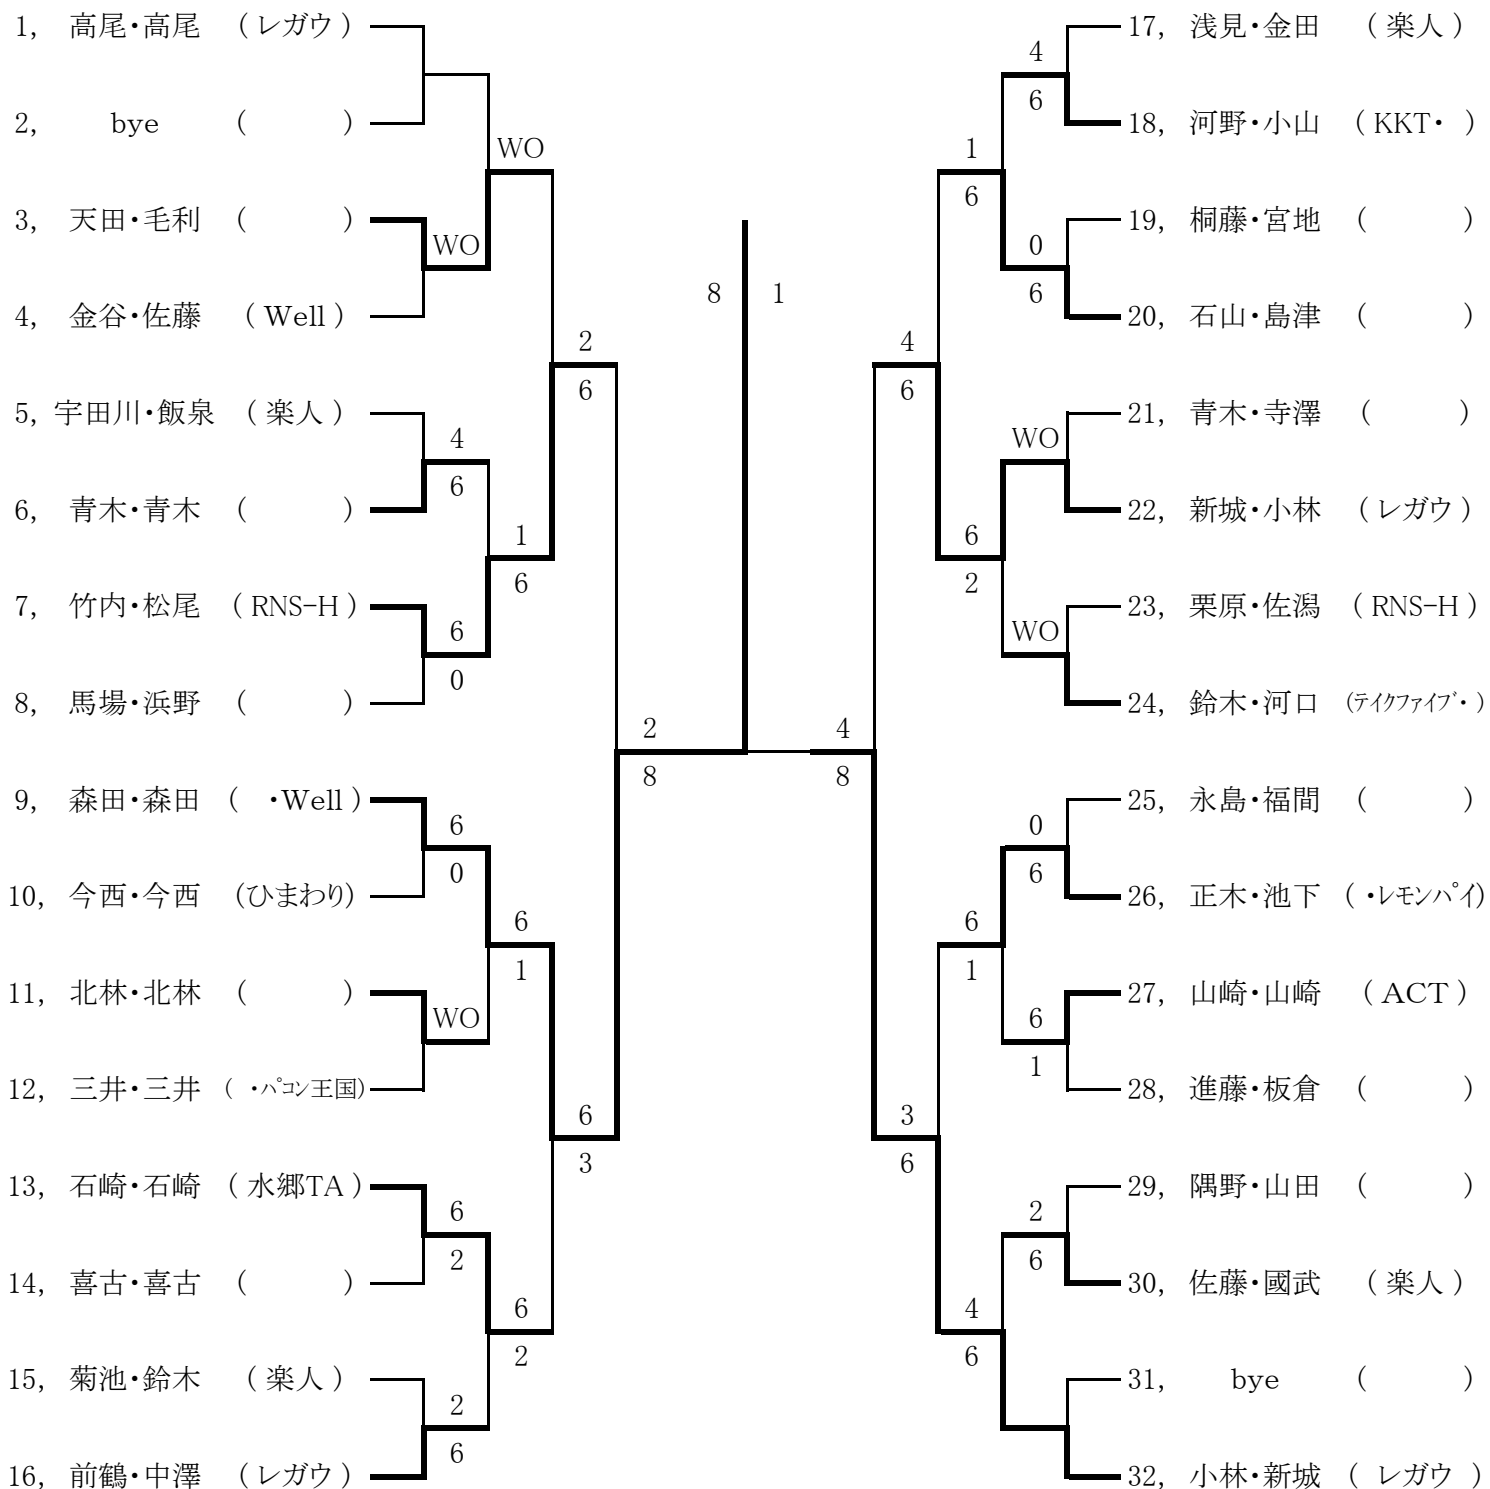 1, 高尾・高尾 ( レガウ )
2, bye ( )
WO
3, 天田・毛利 ( )
WO
4, 金谷・佐藤 ( Well )
2
6
5, 宇田川・飯泉 ( 楽人 )
4
6
6, 青木・青木 ( )
1
6
7, 竹内・松尾 ( RNS-H )
6
0
8, 馬場・浜野 ( )
2
8
9, 森田・森田 ( ・Well )
6
0
10, 今西・今西 (ひまわり)
6
1
11, 北林・北林 ( )
WO
12, 三井・三井 ( ・パコン王国)
6
3
13, 石崎・石崎 ( 水郷TA )
6
2
14, 喜古・喜古 ( )
6
2
15, 菊池・鈴木 ( 楽人 )
2
6
16, 前鶴・中澤 ( レガウ )
8 1
17, 浅見・金田 ( 楽人 )
4
6
18, 河野・小山 ( KKT・ )
1
6
19, 桐藤・宮地 ( )
0
6
20, 石山・島津 ( )
4
6
21, 青木・寺澤 ( )
WO
22, 新城・小林 ( レガウ )
6
2
23, 栗原・佐潟 ( RNS-H )
WO
24, 鈴木・河口 (テイクファイブ・ )
4
8
25, 永島・福間 ( )
0
6
26, 正木・池下 ( ・レモンパイ)
6
1
27, 山崎・山崎 ( ACT )
6
1
28, 進藤・板倉 ( )
3
6
29, 隅野・山田 ( )
2
6
30, 佐藤・國武 ( 楽人 )
4
6
31, bye ( )
32, 小林・新城 ( レガウ )